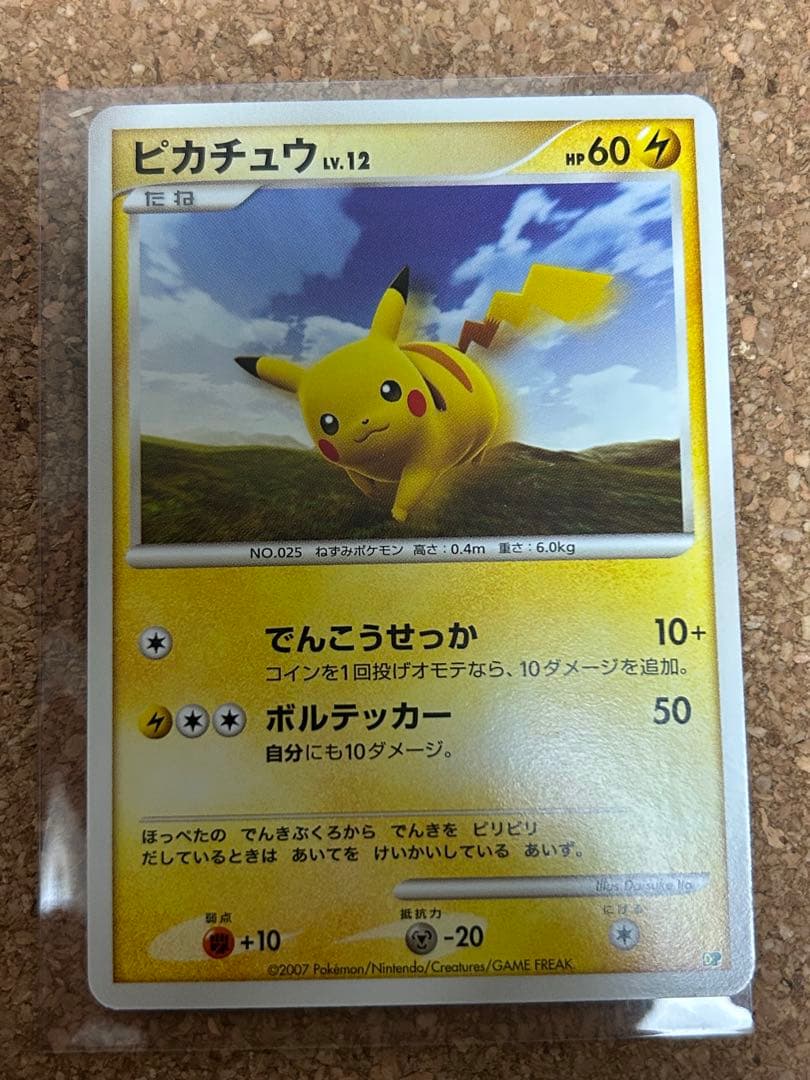 ピカチュウ LV.12 HP60
たね
NO.025 ねずみポケモン 高さ：0.4m 重さ：6.0kg
でんこうせっか 10+
コインを1回投げオモテなら、10ダメージを追加。
ボルテッカー 50
自分にも10ダメージ。
ほっぺたの でんきぶくろから でんきを ピリピリ
だしているときは あいてを けいかいしている あいず。
Illus. Daisuke Ito
弱点 抵抗力 にげる
+10 -20
©2007 Pokémon/Nintendo/Creatures/GAME FREAK.
DP